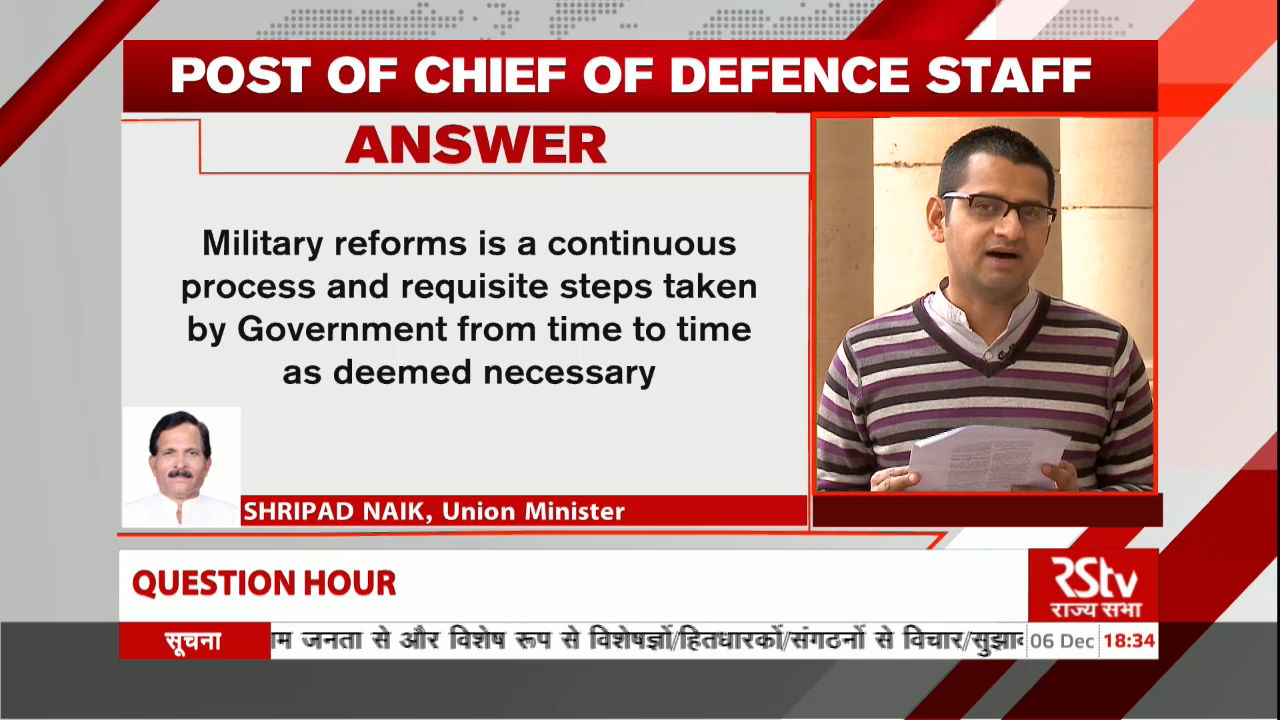 POST OF CHIEF OF DEFENCE STAFF
ANSWER
Military reforms is a continuous
process and requisite steps taken
by Government from time to time
as deemed necessary
SHRIPAD NAIK, Union Minister
QUESTION HOUR
RStv
राज्य सभा
सूचना
जनता से और विशेष रूप से विशेषज्ञों/हितधारकों/संगठनों से विचार/सुझाव
06 Dec 18:34